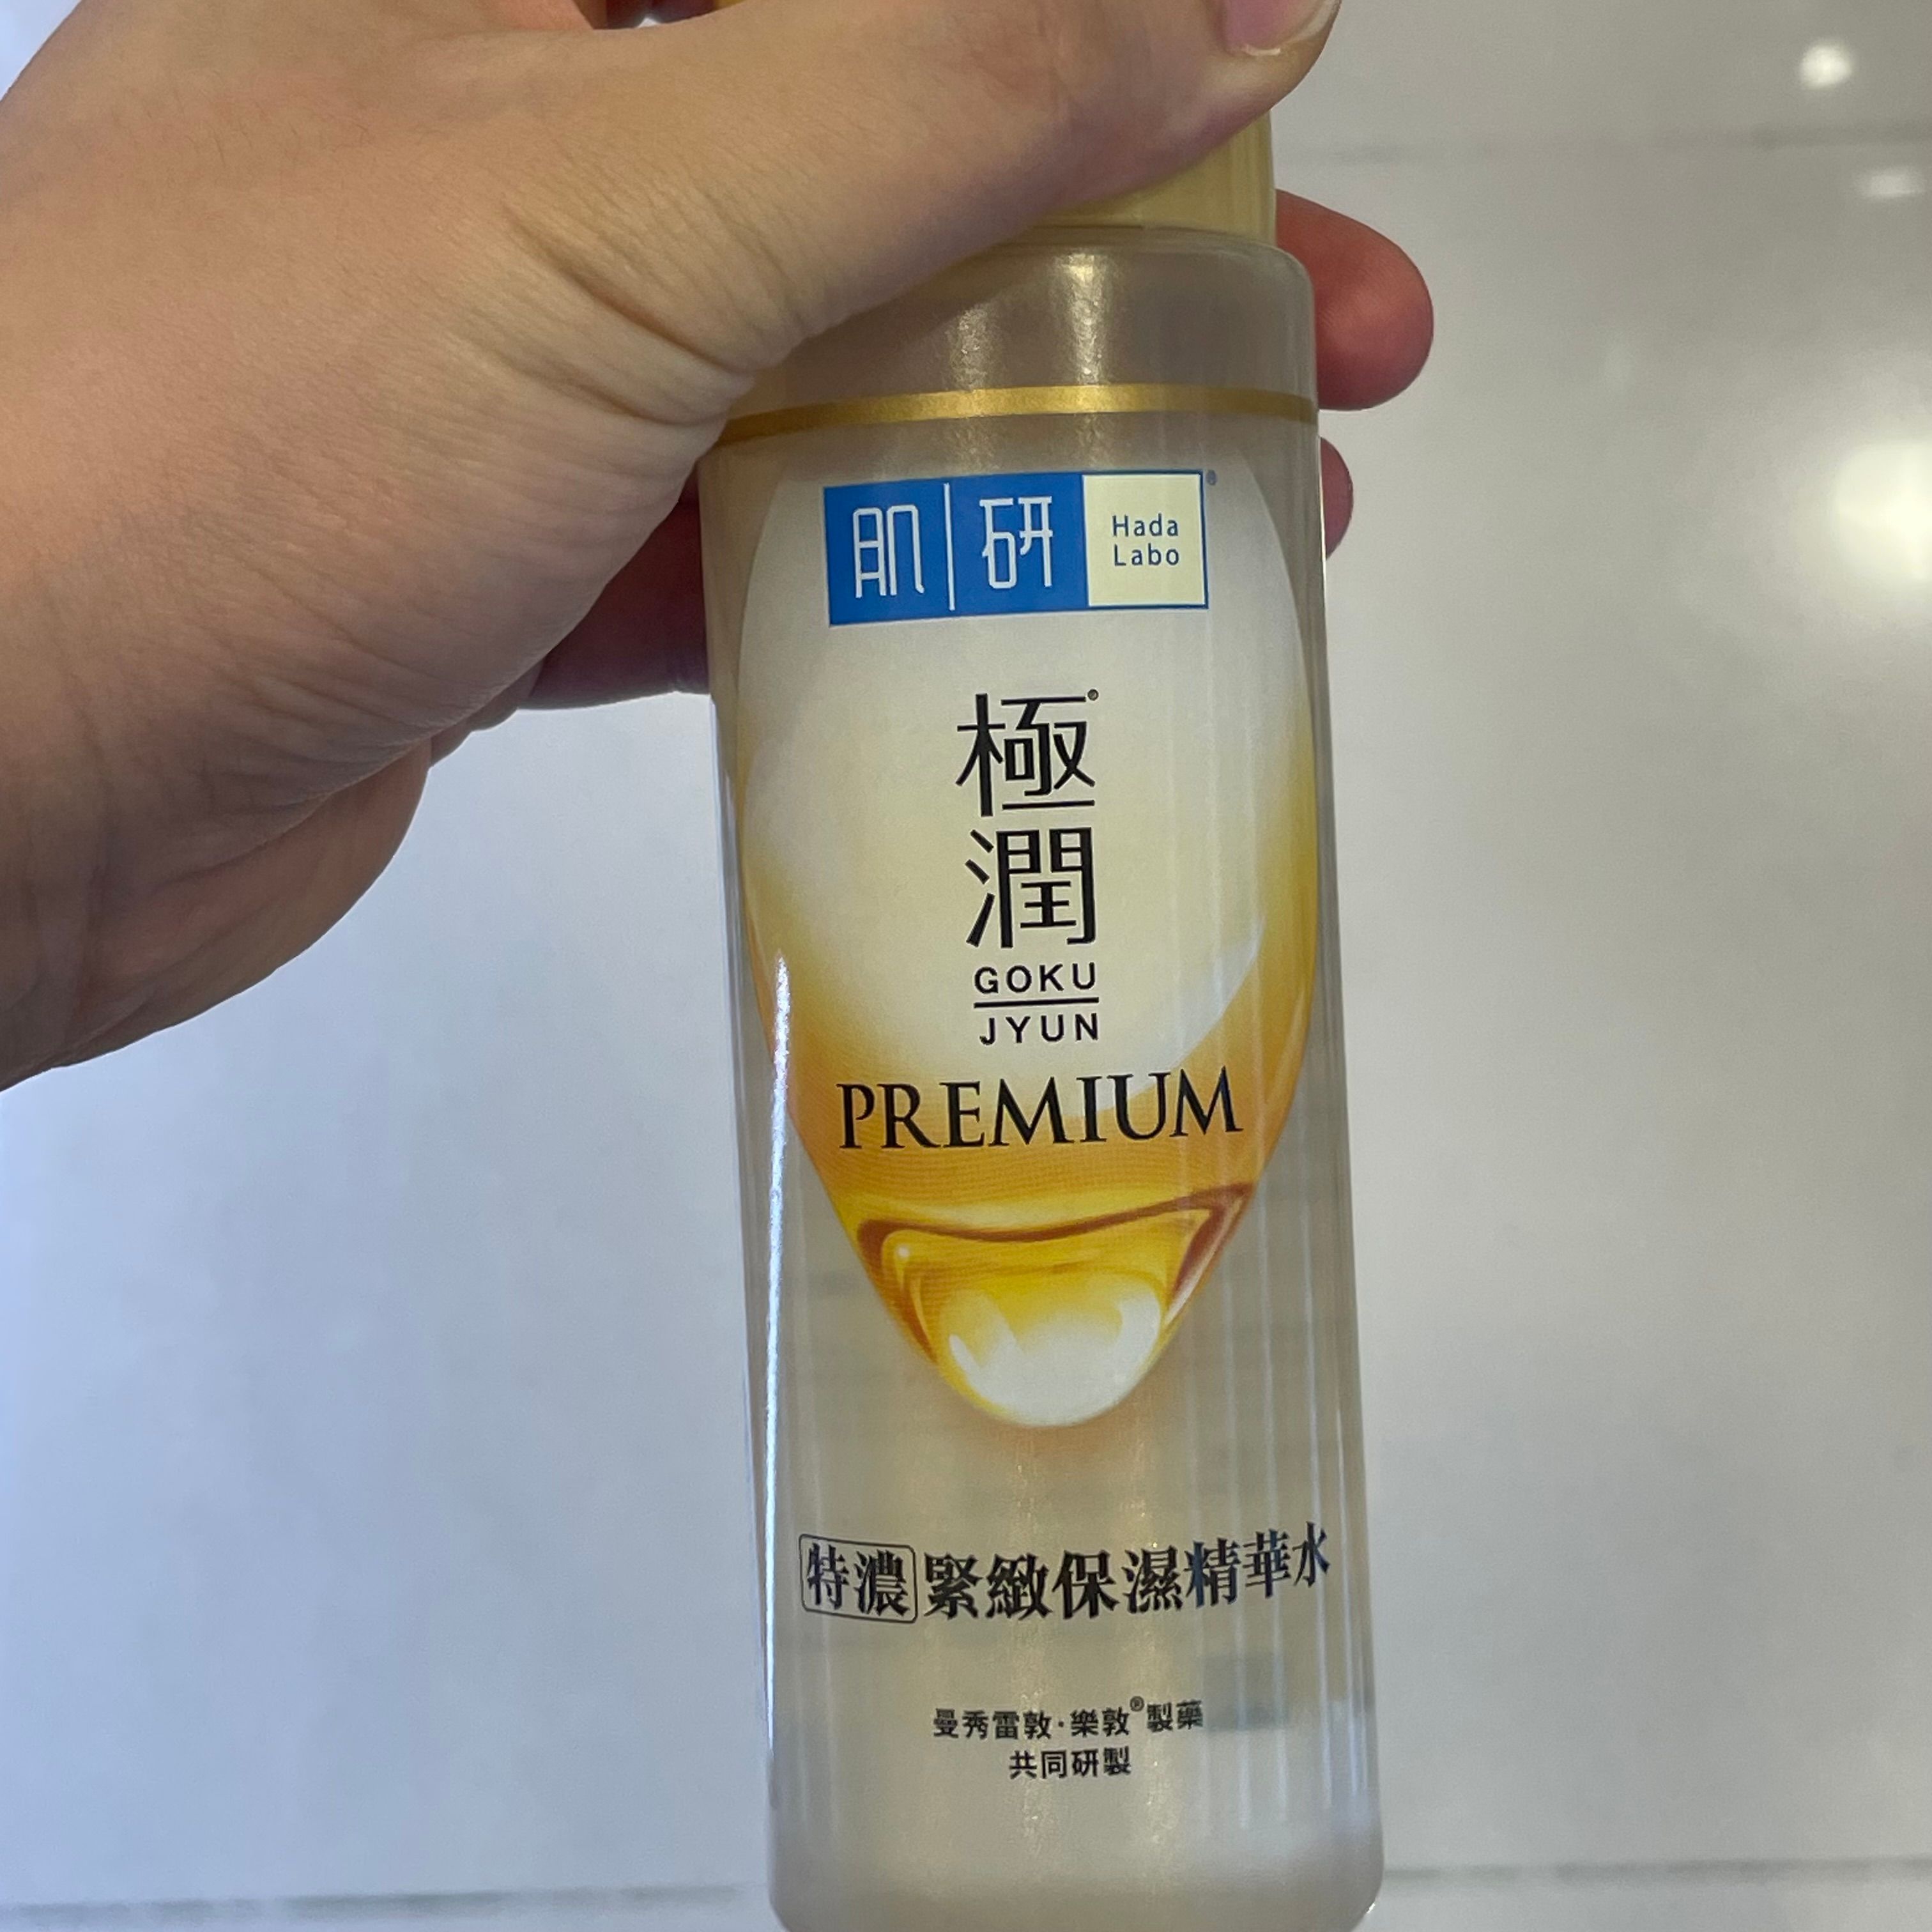 肌研 Hada
Labo®
極®
潤
GOKU
JYUN
PREMIUM
特濃 緊緻保濕精華水
曼秀雷敦·樂敦®製藥
共同研製